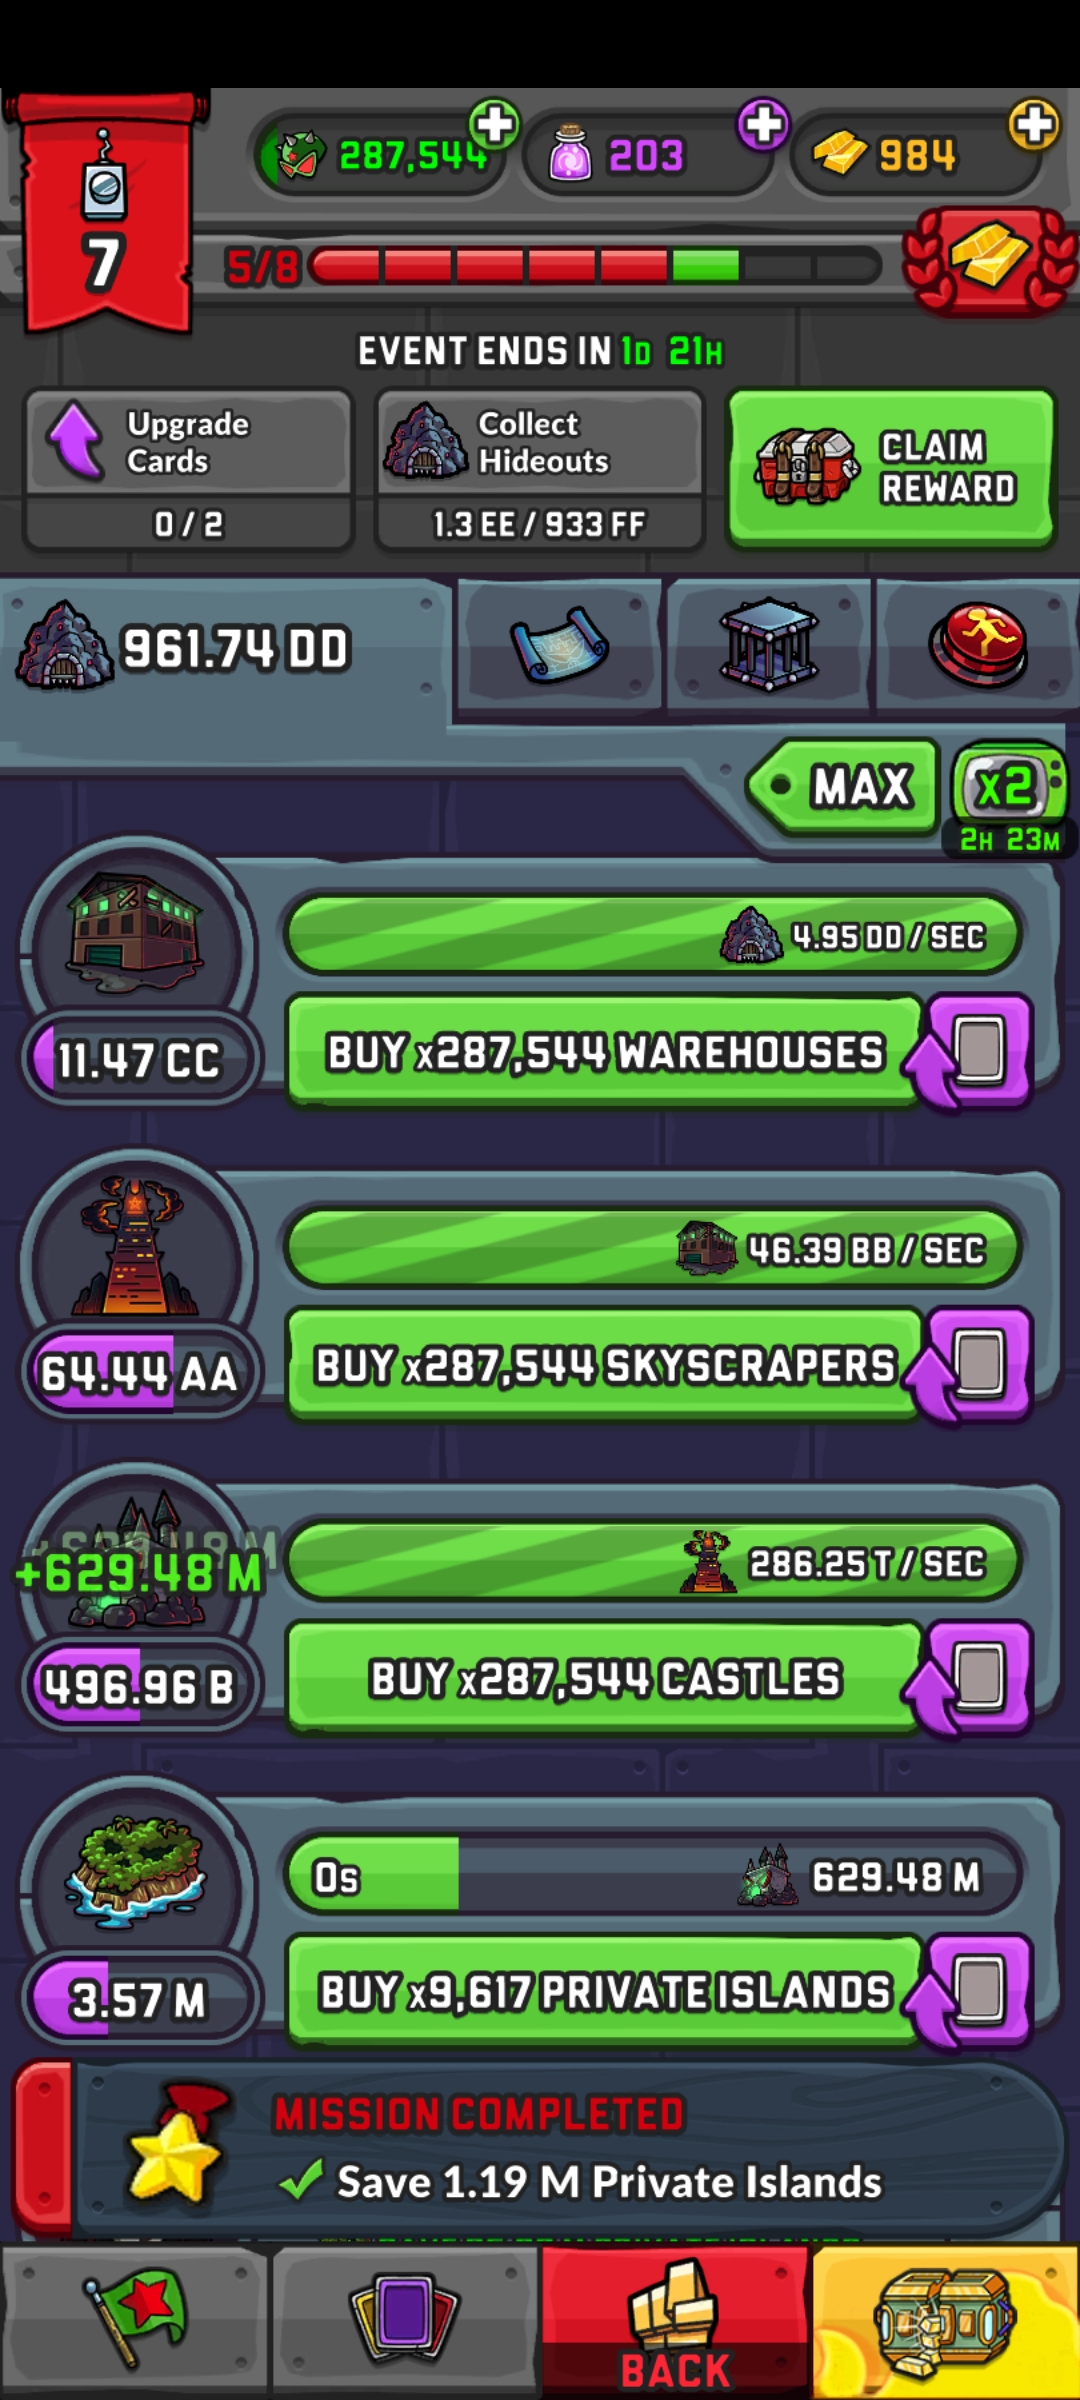 287,544
203
984
7
5/8
EVENT ENDS IN 1D 21H
Upgrade
Cards
0 / 2
Collect
Hideouts
1.3 EE / 933 FF
CLAIM
REWARD
961.74 DD
MAX
x2
2H 23M
4.95 DD / SEC
11.47 CC
BUY x287,544 WAREHOUSES
46.39 BB / SEC
64.44 AA
BUY x287,544 SKYSCRAPERS
+629.48 M
286.25 T / SEC
496.96 B
BUY x287,544 CASTLES
0s
629.48 M
3.57 M
BUY x9,617 PRIVATE ISLANDS
MISSION COMPLETED
Save 1.19 M Private Islands
BACK